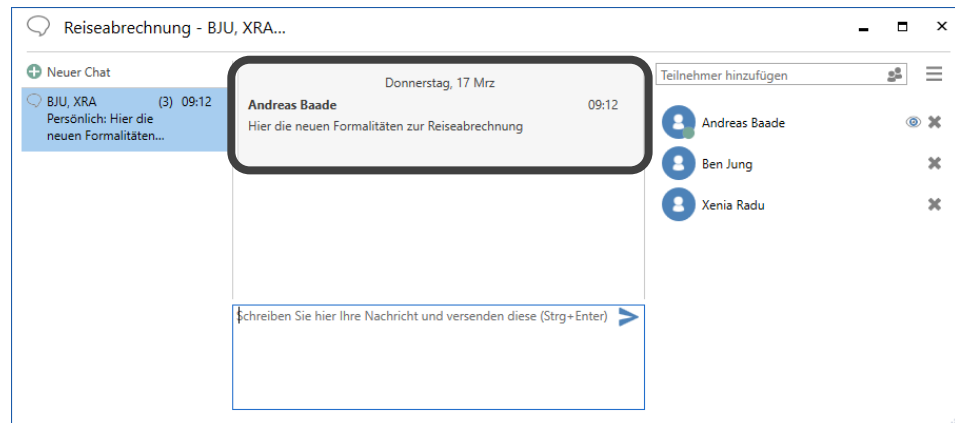 Reiseabrechnung - BJU, XRA...
Neuer Chat
BJU, XRA (3) 09:12
Persönlich: Hier die
neuen Formalitäten...
Donnerstag, 17 Mrz
Andreas Baade 09:12
Hier die neuen Formalitäten zur Reiseabrechnung
Schreiben Sie hier Ihre Nachricht und versenden diese (Strg+Enter)
Teilnehmer hinzufügen
Andreas Baade
Ben Jung
Xenia Radu